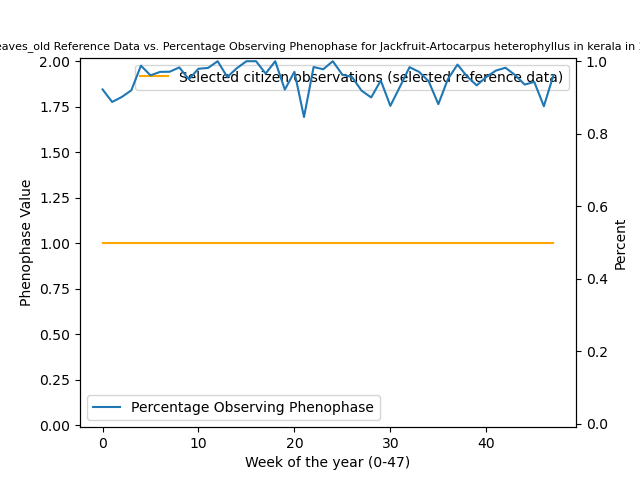 eaves_old Reference Data vs. Percentage Observing Phenophase for Jackfruit-Artocarpus heterophyllus in kerala in
2.00
1.75
1.50
1.25
1.00
0.75
0.50
0.25
0.00
Phenophase Value
Selected citizen observations (selected reference data)
Percentage Observing Phenophase
1.0
0.8
0.6
0.4
0.2
0.0
Percent
0 10 20 30 40
Week of the year (0-47)